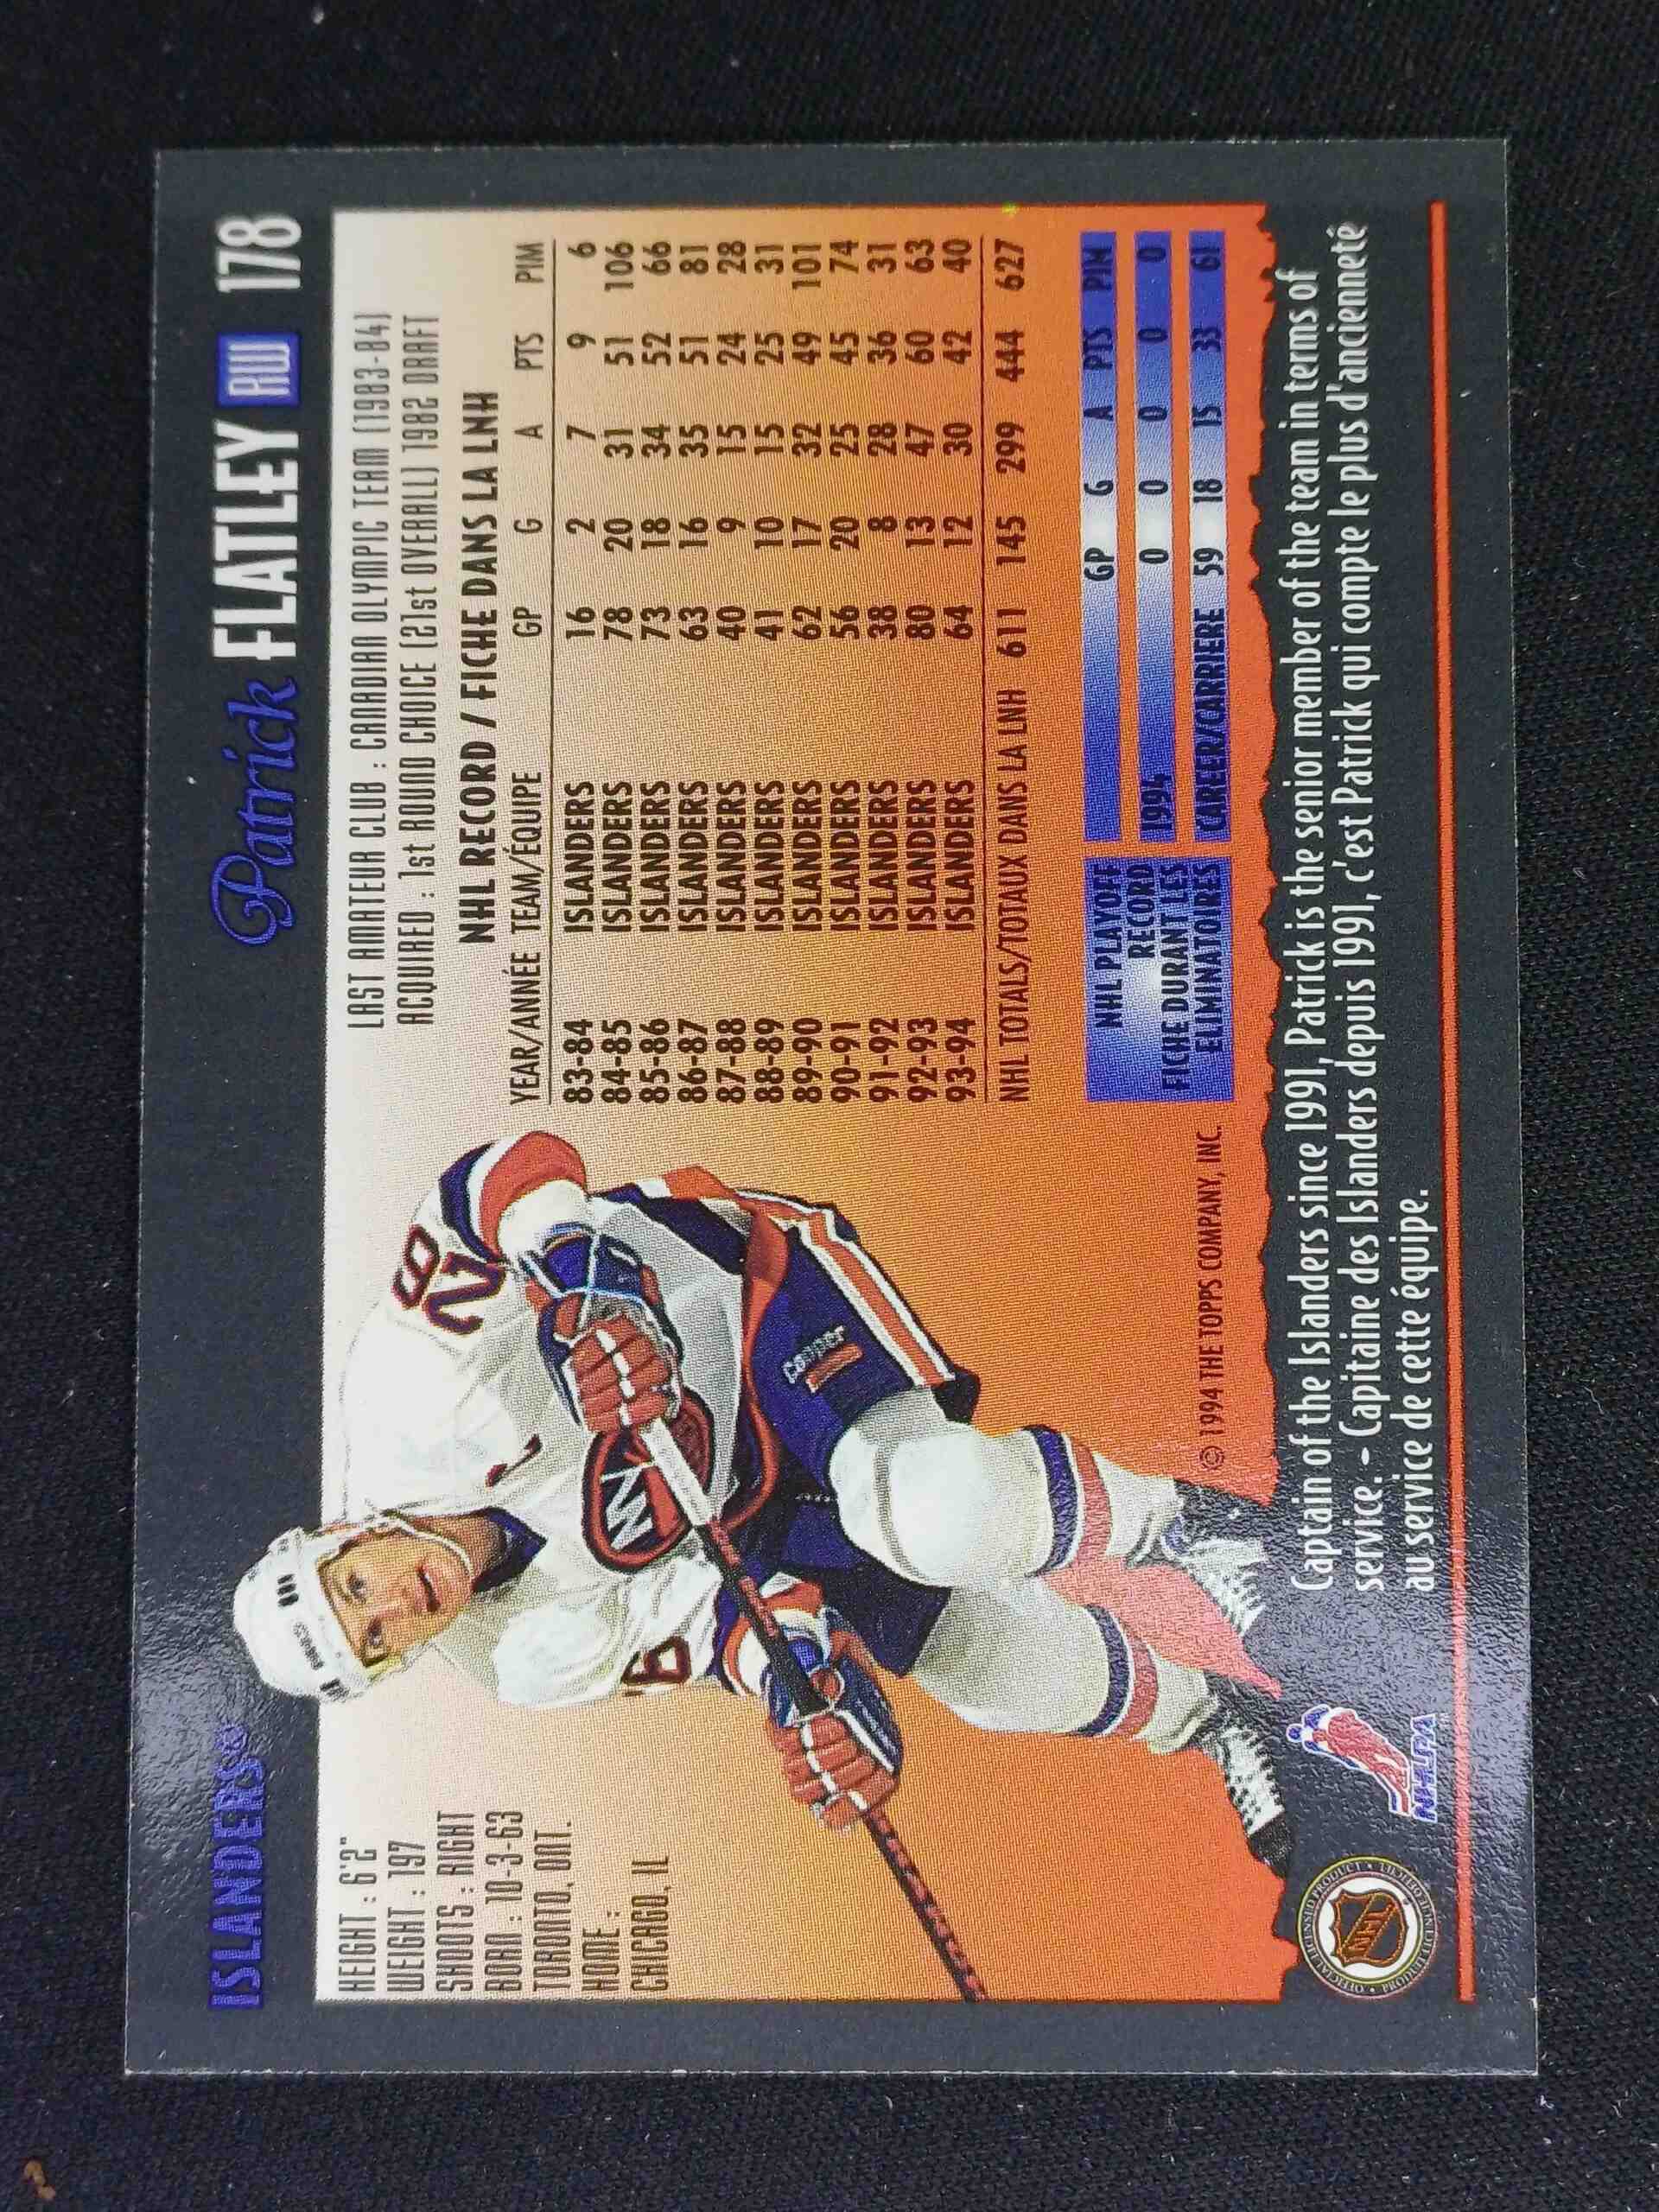 ISLANDERS®
Patrick FLATLEY RW 178
HEIGHT : 6'2"
WEIGHT : 197
SHOOTS : RIGHT
BORN : 10-3-63
TORONTO, ONT.
HOME :
CHICAGO, IL
LAST AMATEUR CLUB : CANADIAN OLYMPIC TEAM (1983-84)
ACQUIRED : 1st ROUND CHOICE (21st OVERALL) 1982 DRAFT
NHL RECORD / FICHE DANS LA LNH
YEAR/ANNÉE TEAM/ÉQUIPE GP G A PTS PIM
83-84 ISLANDERS 16 2 7 9 6
84-85 ISLANDERS 78 20 31 51 106
85-86 ISLANDERS 73 18 34 52 66
86-87 ISLANDERS 63 16 35 51 81
87-88 ISLANDERS 40 9 15 24 28
88-89 ISLANDERS 41 10 15 25 31
89-90 ISLANDERS 62 17 32 49 101
90-91 ISLANDERS 56 20 25 45 74
91-92 ISLANDERS 38 8 28 36 31
92-93 ISLANDERS 80 13 47 60 63
93-94 ISLANDERS 64 12 30 42 40
NHL TOTALS/TOTAUX DANS LA LNH 611 145 299 444 627
NHL PLAYOFF
RECORD
FICHE DURANT LES
ELIMINATOIRES
GP G A PTS PIM
1994 0 0 0 0 0
CAREER/CARRIERE 59 18 15 33 61
26
6
NY
Cooper
© 1994 THE TOPPS COMPANY, INC.
Captain of the Islanders since 1991, Patrick is the senior member of the team in terms of
service. - Capitaine des Islanders depuis 1991, c'est Patrick qui compte le plus d'ancienneté
au service de cette équipe.
NHL
NHLPA